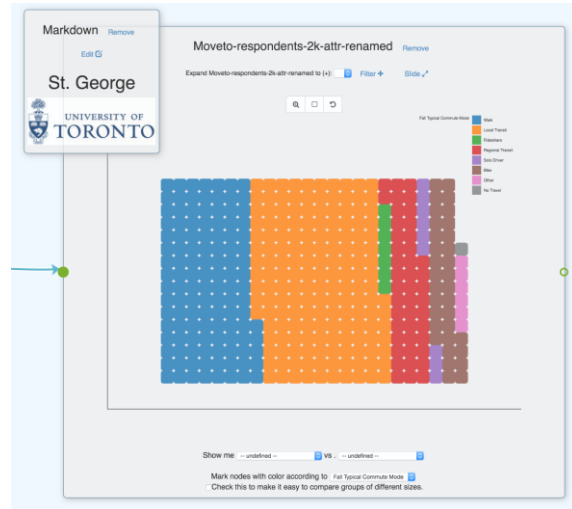 Markdown Remove
Edit
St. George
UNIVERSITY OF
TORONTO
Moveto-respondents-2k-attr-renamed Remove
Expand Moveto-respondents-2k-attr-renamed to (+): Filter + Slide
Fall Typical Commute Mode
Walk
Local Transit
Rideshare
Regional Transit
Solo Driver
Bike
Other
No Travel
Show me -- undefined -- vs . -- undefined --
Mark nodes with color according to Fall Typical Commute Mode
Check this to make it easy to compare groups of different sizes.